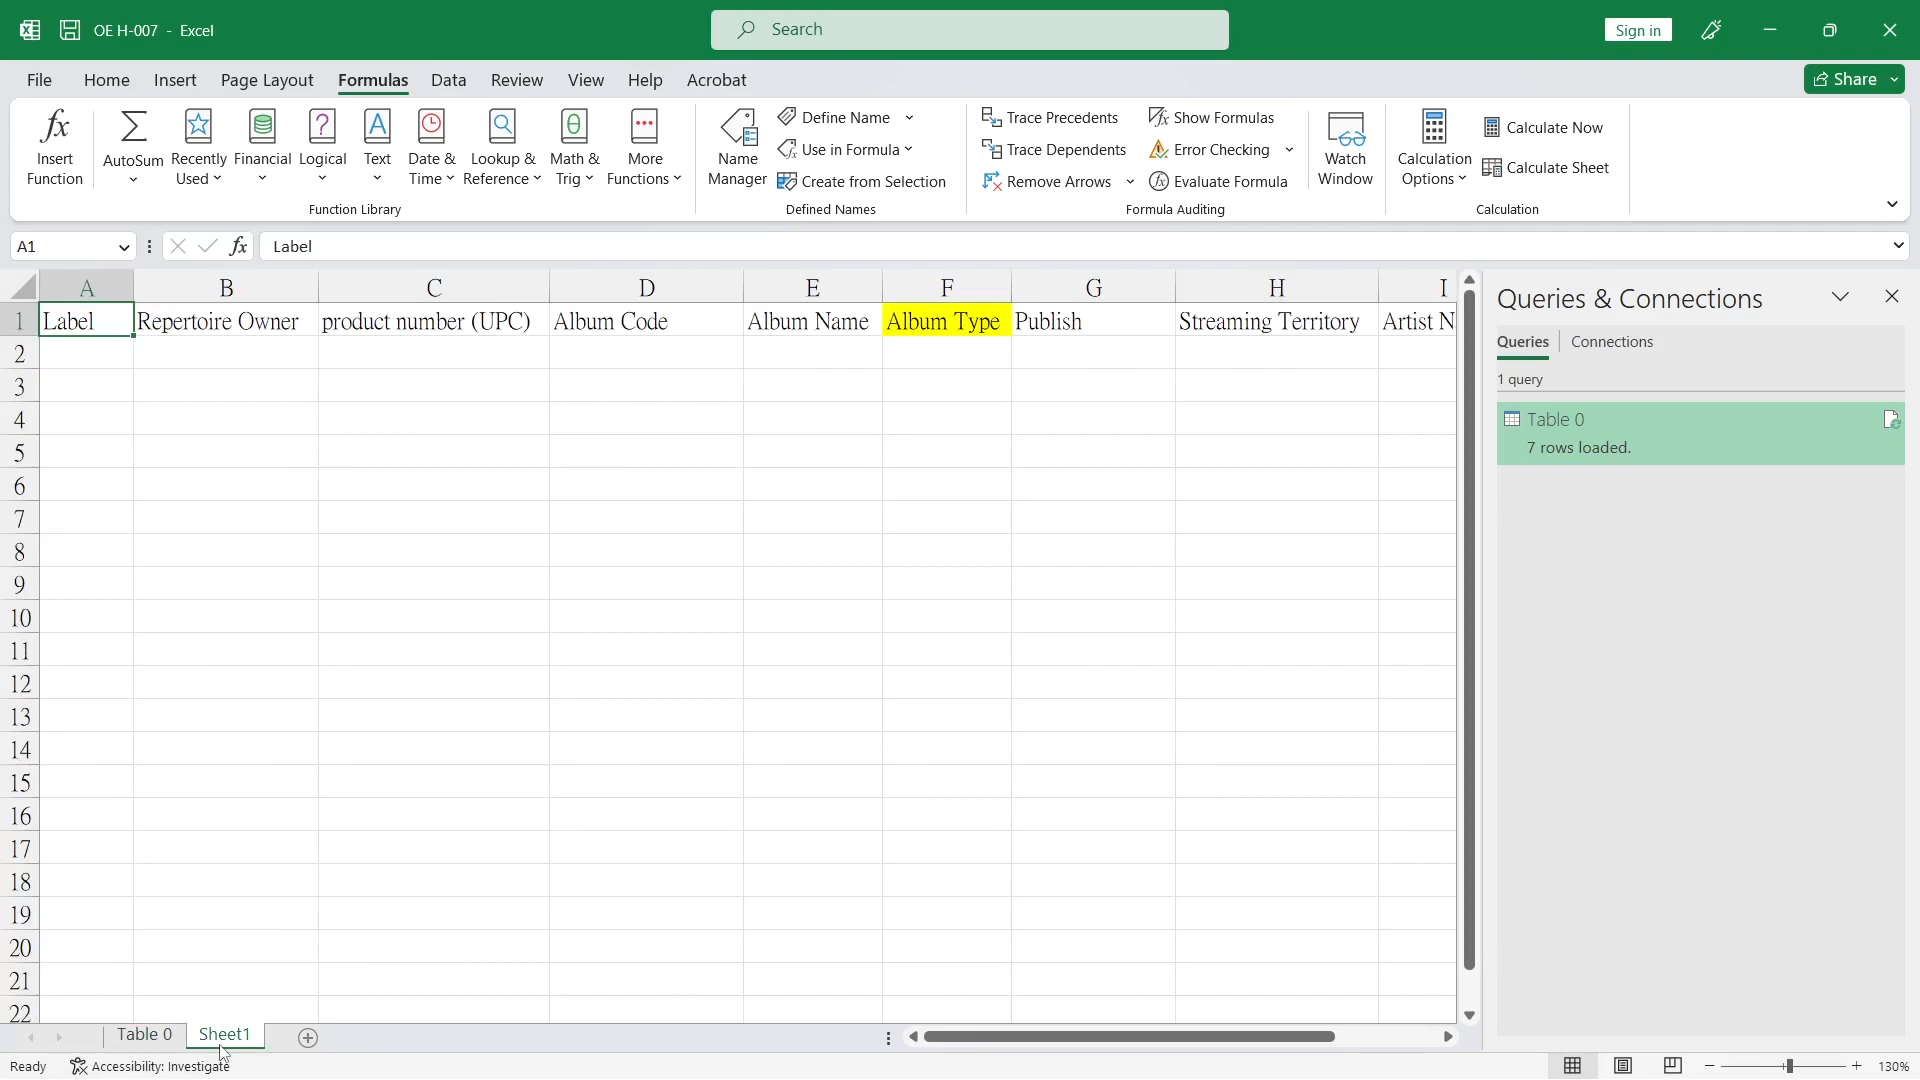 OE H-007 - Excel
Search
Sign in
File Home Insert Page Layout Formulas Data Review View Help Acrobat
Share
Insert Function
AutoSum
Recently Used
Financial
Logical
Text
Date & Time
Lookup & Reference
Math & Trig
More Functions
Function Library
Name Manager
Define Name
Use in Formula
Create from Selection
Defined Names
Trace Precedents
Trace Dependents
Remove Arrows
Show Formulas
Error Checking
Evaluate Formula
Formula Auditing
Watch Window
Calculation Options
Calculate Now
Calculate Sheet
Calculation
A1
fx
Label
A B C D E F G H I
1 Label Repertoire Owner product number (UPC) Album Code Album Name Album Type Publish Streaming Territory Artist N
2
3
4
5
6
7
8
9
10
11
12
13
14
15
16
17
18
19
20
21
22
Queries & Connections
Queries Connections
1 query
Table 0
7 rows loaded.
Table 0 Sheet1
Ready
Accessibility: Investigate
130%